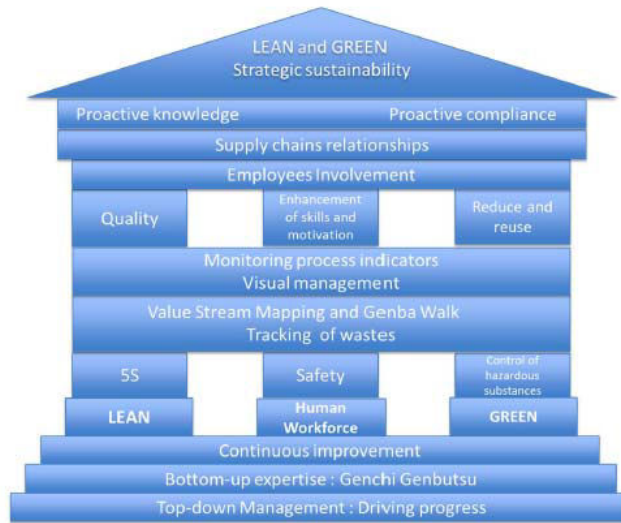 LEAN and GREEN
Strategic sustainability
Proactive knowledge
Proactive compliance
Supply chains relationships
Employees Involvement
Quality
Enhancement
of skills and
motivation
Reduce and
reuse
Monitoring process indicators
Visual management
Value Stream Mapping and Genba Walk
Tracking of wastes
5S
Safety
Control of
hazardous
substances
LEAN
Human
Workforce
GREEN
Continuous improvement
Bottom-up expertise : Genchi Genbutsu
Top-down Management : Driving progress